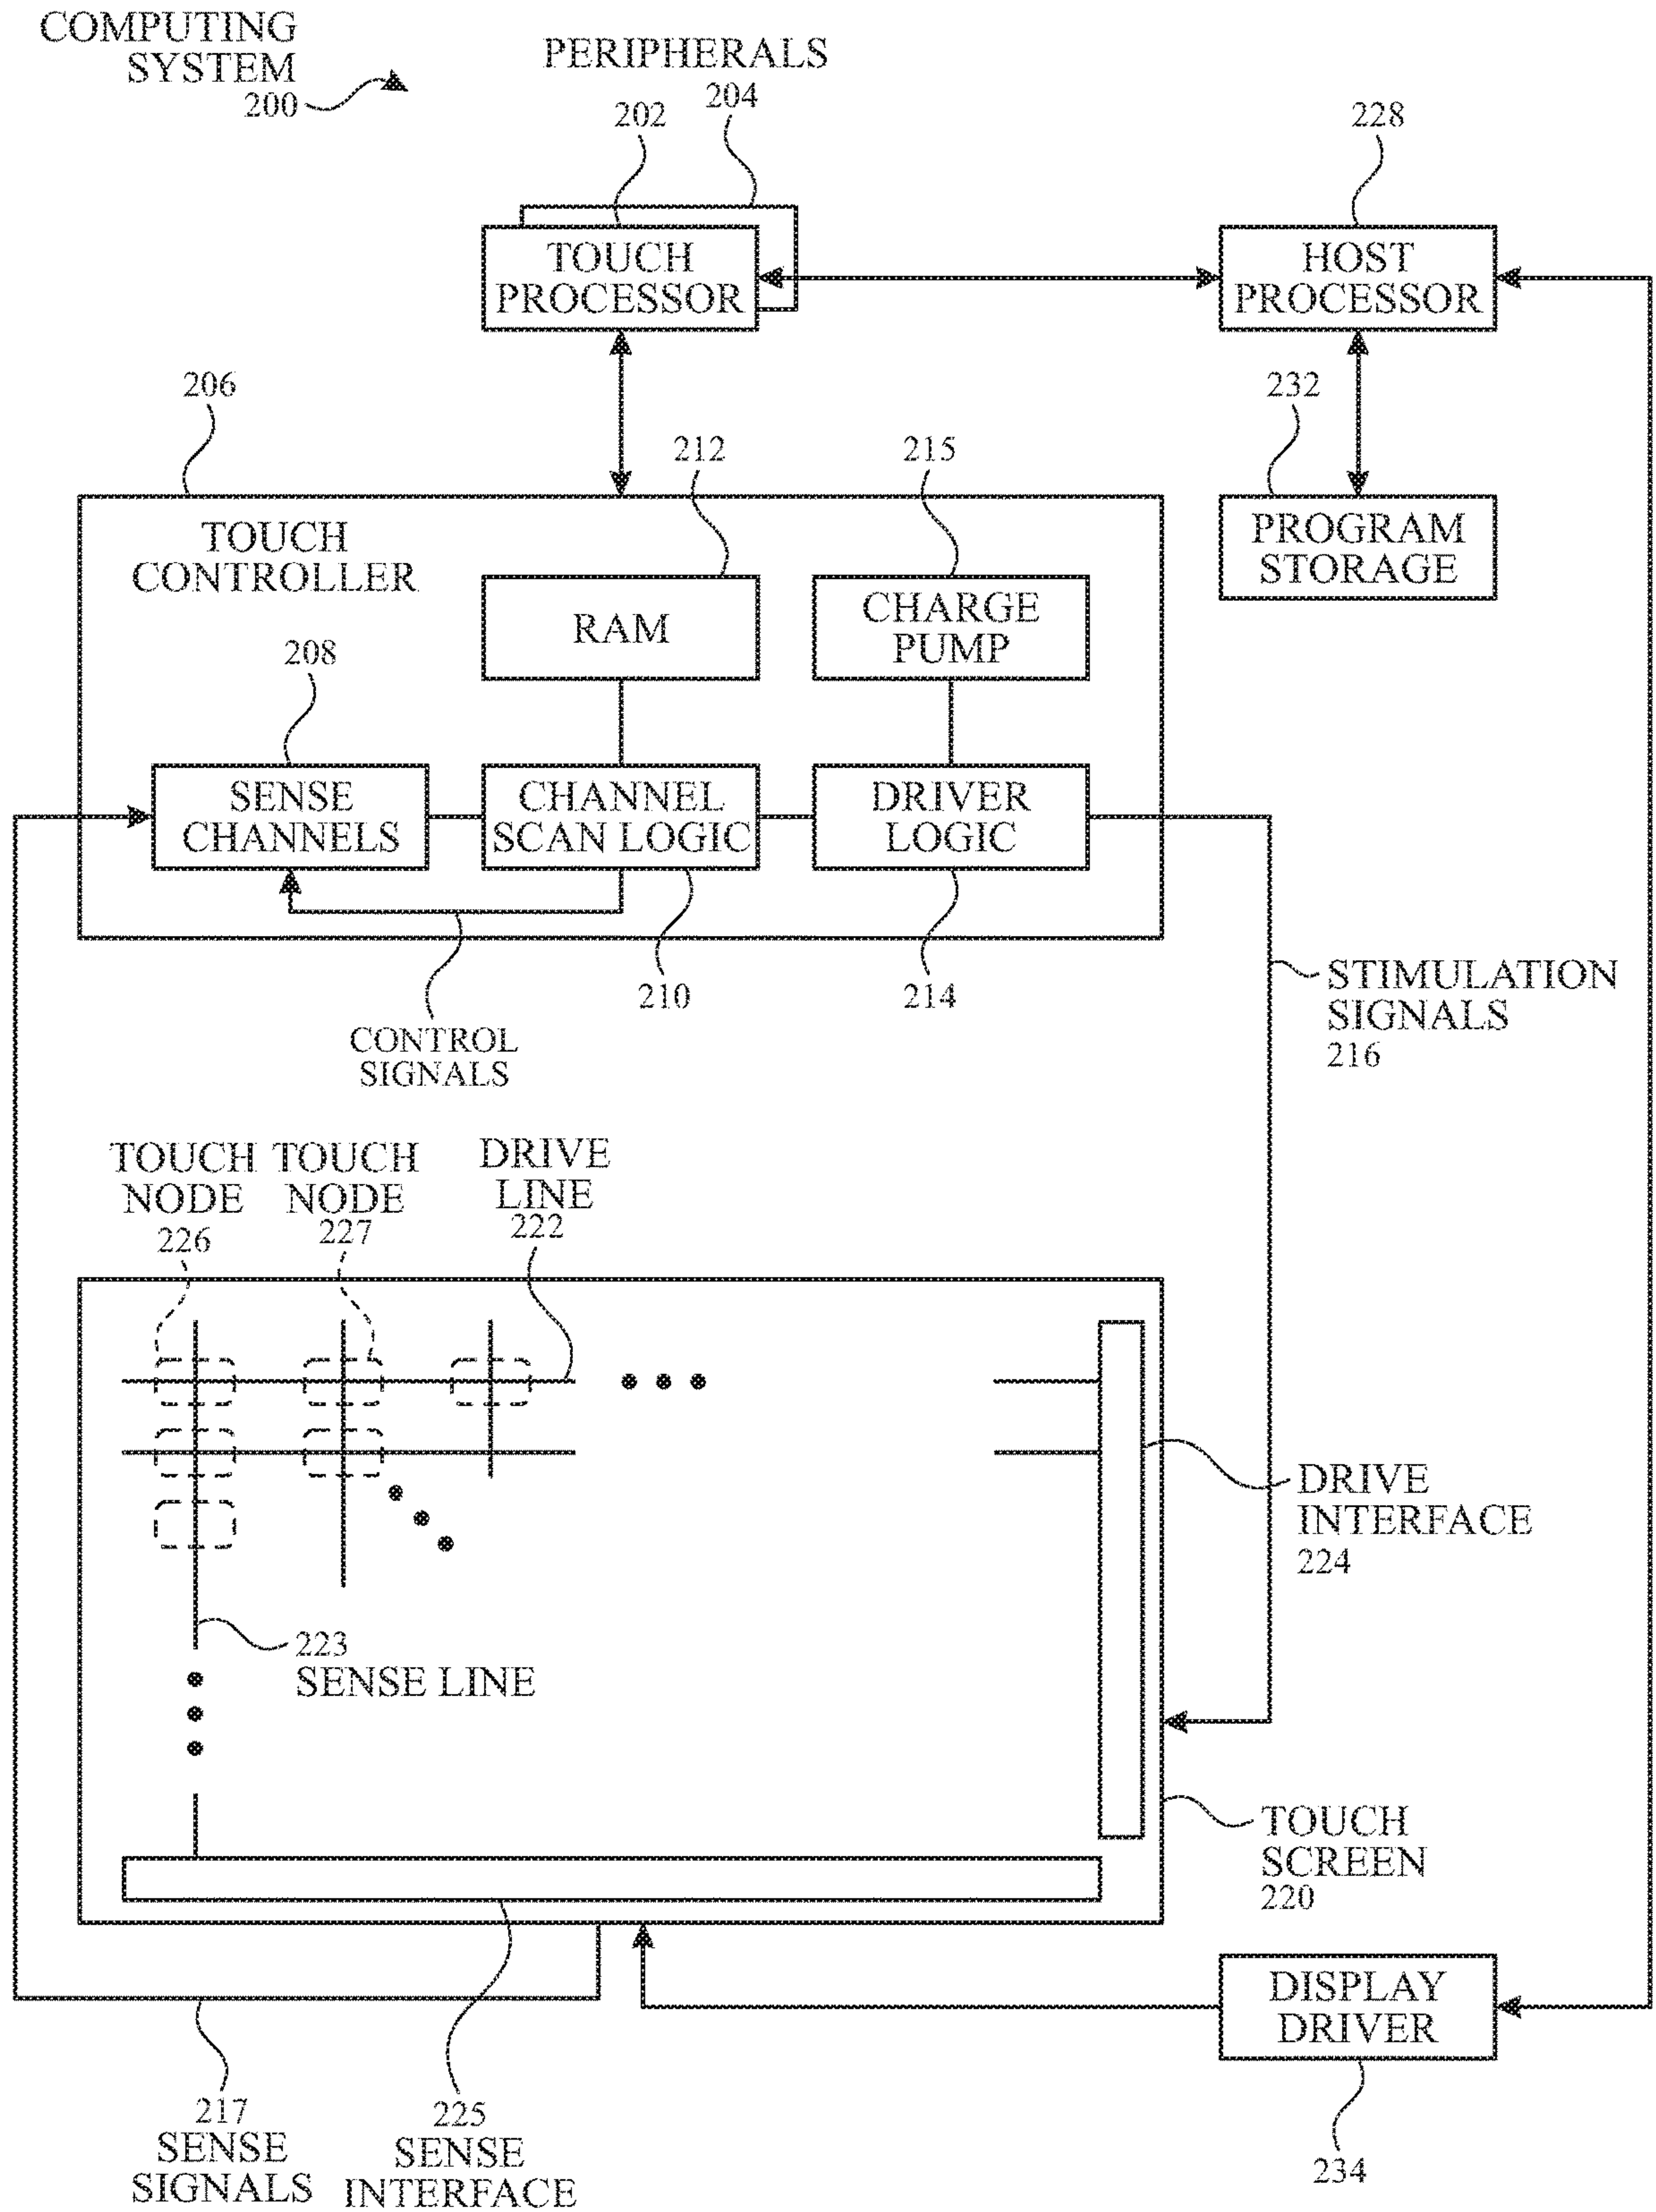 COMPUTING
SYSTEM
200
PERIPHERALS
204
202
228
TOUCH
PROCESSOR
HOST
PROCESSOR
206
232
212
215
TOUCH
CONTROLLER
PROGRAM
STORAGE
RAM
CHARGE
PUMP
208
SENSE
CHANNELS
CHANNEL
SCAN LOGIC
DRIVER
LOGIC
210
214
STIMULATION
SIGNALS
216
CONTROL
SIGNALS
TOUCH
NODE
226
TOUCH
NODE
227
DRIVE
LINE
222
DRIVE
INTERFACE
224
223
SENSE LINE
TOUCH
SCREEN
220
DISPLAY
DRIVER
217
SENSE
SIGNALS
225
SENSE
INTERFACE
234